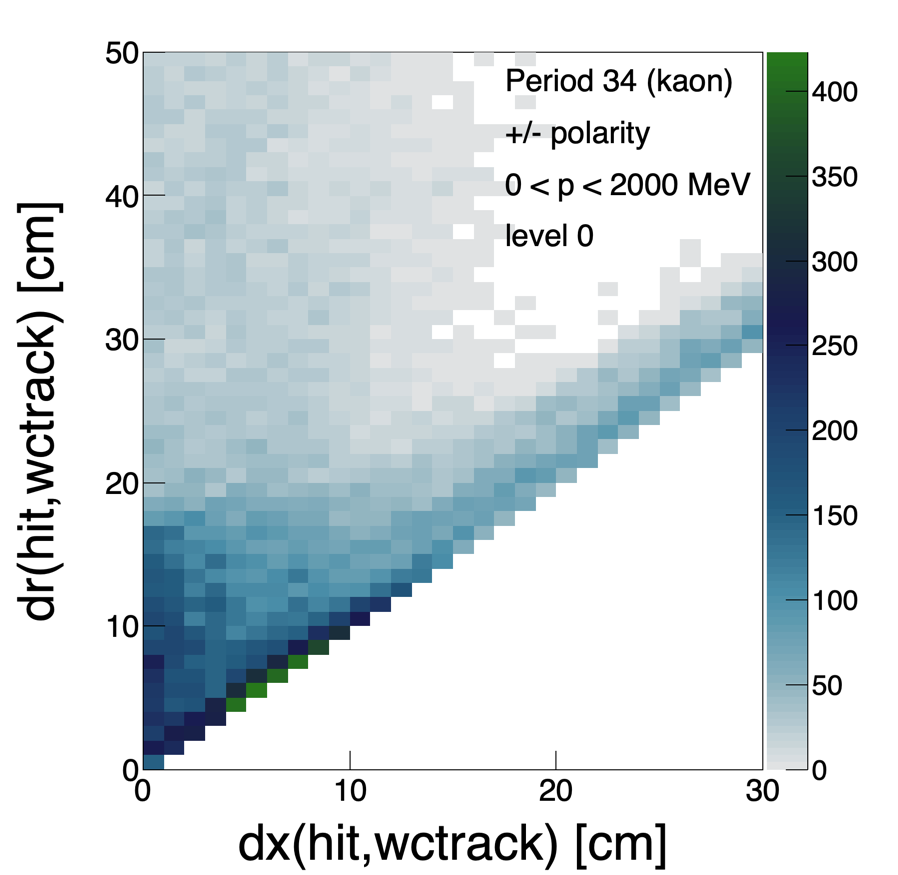 50
40
30
20
10
0
dr(hit,wctrack) [cm]
Period 34 (kaon)
+/- polarity
0 < p < 2000 MeV
level 0
400
350
300
250
200
150
100
50
0
0 10 20 30
dx(hit,wctrack) [cm]